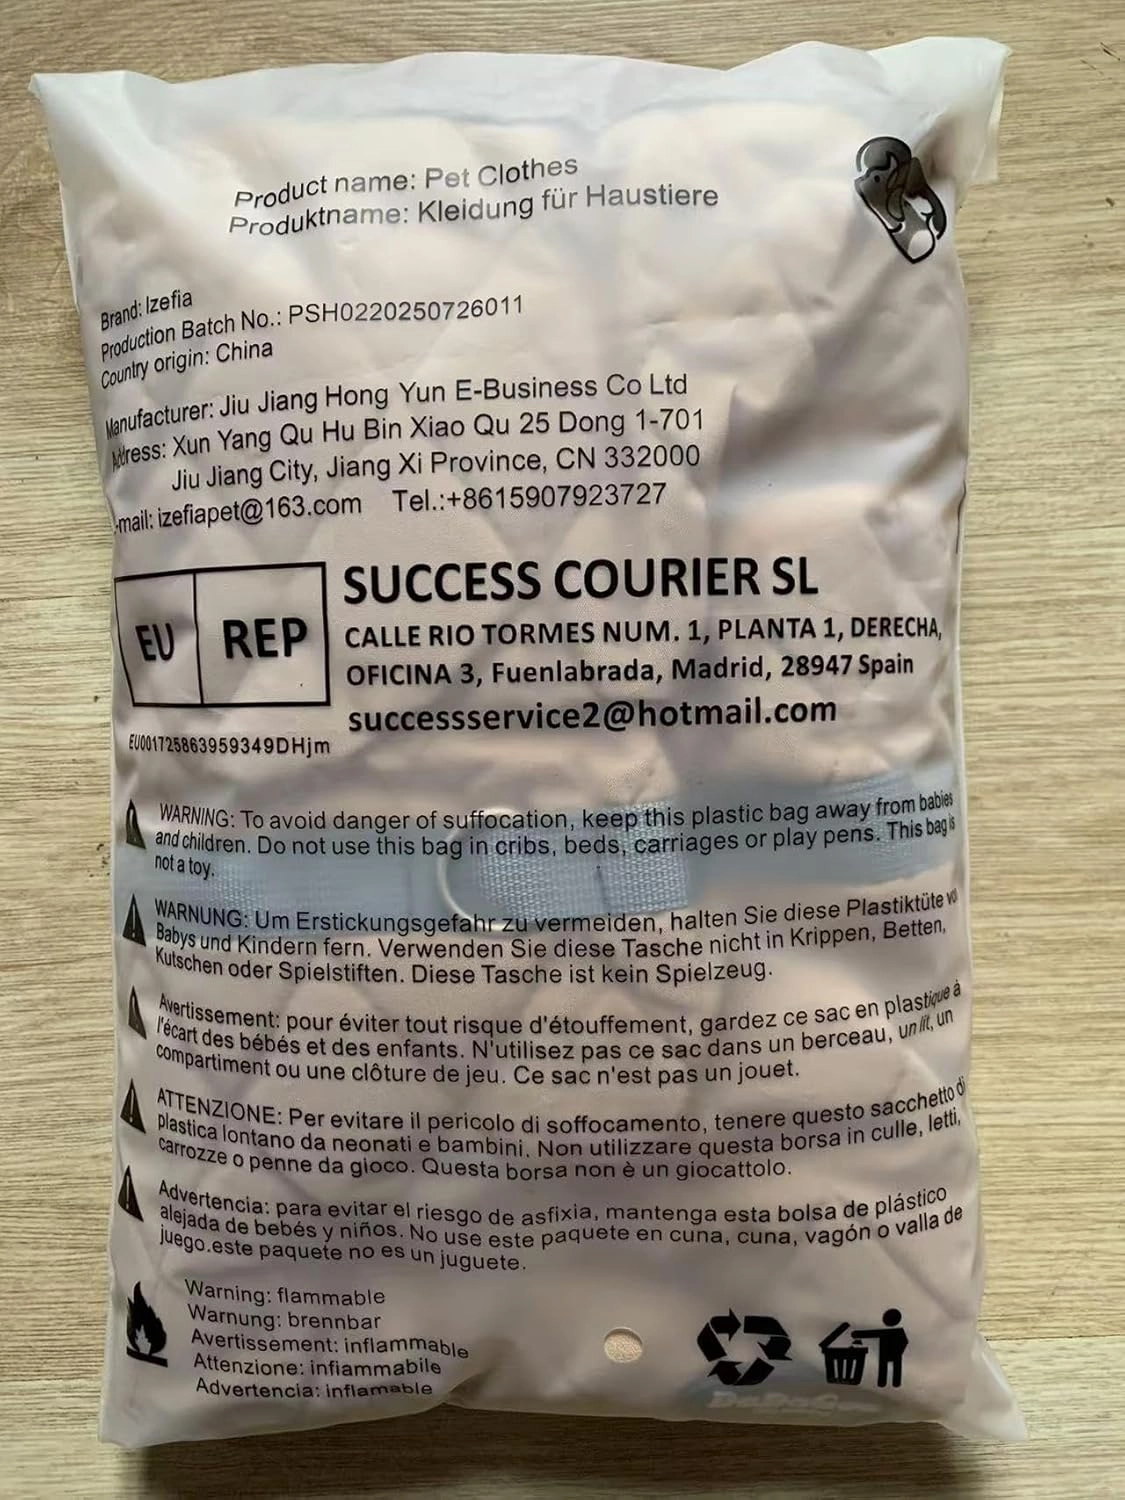 Product name: Pet Clothes
Produktname: Kleidung für Haustiere
Brand: Izefia
Production Batch No.: PSH0220250726011
Country origin: China
Manufacturer: Jiu Jiang Hong Yun E-Business Co Ltd
Address: Xun Yang Qu Hu Bin Xiao Qu 25 Dong 1-701
Jiu Jiang City, Jiang Xi Province, CN 332000
-mail: izefiapet@163.com Tel.:+8615907923727
EU REP
SUCCESS COURIER SL
CALLE RIO TORMES NUM. 1, PLANTA 1, DERECHA,
OFICINA 3, Fuenlabrada, Madrid, 28947 Spain
successservice2@hotmail.com
EU001725863959349DHjm
WARNING: To avoid danger of suffocation, keep this plastic bag away from babies
and children. Do not use this bag in cribs, beds, carriages or play pens. This bag is
not a toy.
WARNUNG: Um Erstickungsgefahr zu vermeiden, halten Sie diese Plastiktüte vo
Babys und Kindern fern. Verwenden Sie diese Tasche nicht in Krippen, Betten,
Kutschen oder Spielstiften. Diese Tasche ist kein Spielzeug.
Avertissement: pour éviter tout risque d'étouffement, gardez ce sac en plastique à
l'écart des bébés et des enfants. N'utilisez pas ce sac dans un berceau, un lit, un
compartiment ou une clôture de jeu. Ce sac n'est pas un jouet.
ATTENZIONE: Per evitare il pericolo di soffocamento, tenere questo sacchetto di
plastica lontano da neonati e bambini. Non utilizzare questa borsa in culle, letti,
carrozze o penne da gioco. Questa borsa non è un giocattolo.
Advertencia: para evitar el riesgo de asfixia, mantenga esta bolsa de plástico
alejada de bebés y niños. No use este paquete en cuna, cuna, vagón o valla de
juego.este paquete no es un juguete.
Warning: flammable
Warnung: brennbar
Avertissement: inflammable
Attenzione: infiammabile
Advertencia: inflamable